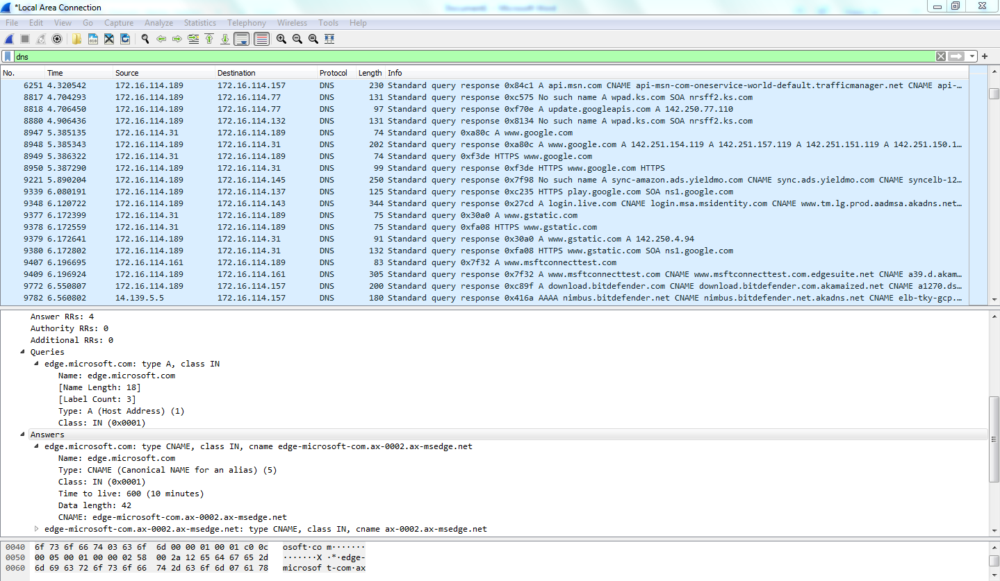 *Local Area Connection
File Edit View Go Capture Analyze Statistics Telephony Wireless Tools Help
dns
No. Time Source Destination Protocol Length Info
6251 4.320542 172.16.114.189 172.16.114.157 DNS 230 Standard query response 0x84c1 A api.msn.com CNAME api-msn-com-oneservice-world-default.trafficmanager.net CNAME api-…
8817 4.704293 172.16.114.189 172.16.114.77 DNS 131 Standard query response 0xc575 No such name A wpad.ks.com SOA nrsff2.ks.com
8818 4.706450 172.16.114.189 172.16.114.77 DNS 97 Standard query response 0xf70e A update.googleapis.com A 142.250.77.110
8880 4.906436 172.16.114.189 172.16.114.132 DNS 131 Standard query response 0x8134 No such name A wpad.ks.com SOA nrsff2.ks.com
8947 5.385135 172.16.114.31 172.16.114.189 DNS 74 Standard query 0xa80c A www.google.com
8948 5.385343 172.16.114.189 172.16.114.31 DNS 202 Standard query response 0xa80c A www.google.com A 142.251.154.119 A 142.251.157.119 A 142.251.151.119 A 142.251.150.1…
8949 5.386322 172.16.114.31 172.16.114.189 DNS 74 Standard query 0xf3de HTTPS www.google.com
8950 5.387290 172.16.114.189 172.16.114.31 DNS 99 Standard query response 0xf3de HTTPS www.google.com HTTPS
9221 5.890204 172.16.114.189 172.16.114.145 DNS 250 Standard query response 0x7f98 No such name A sync-amazon.ads.yieldmo.com CNAME sync.ads.yieldmo.com CNAME syncelb-12…
9339 6.080191 172.16.114.189 172.16.114.137 DNS 125 Standard query response 0xc235 HTTPS play.google.com SOA ns1.google.com
9348 6.120722 172.16.114.189 172.16.114.143 DNS 344 Standard query response 0x27cd A login.live.com CNAME login.msa.msidentity.com CNAME www.tm.lg.prod.aadmsa.akadns.net…
9377 6.172399 172.16.114.31 172.16.114.189 DNS 75 Standard query 0x30a0 A www.gstatic.com
9378 6.172559 172.16.114.31 172.16.114.189 DNS 75 Standard query 0xfa08 HTTPS www.gstatic.com
9379 6.172641 172.16.114.189 172.16.114.31 DNS 91 Standard query response 0x30a0 A www.gstatic.com A 142.250.4.94
9380 6.172802 172.16.114.189 172.16.114.31 DNS 132 Standard query response 0xfa08 HTTPS www.gstatic.com SOA ns1.google.com
9407 6.196695 172.16.114.161 172.16.114.189 DNS 83 Standard query 0x7f32 A www.msftconnecttest.com
9409 6.196924 172.16.114.189 172.16.114.161 DNS 305 Standard query response 0x7f32 A www.msftconnecttest.com CNAME www.msftconnecttest.com.edgesuite.net CNAME a39.d.akam…
9772 6.550807 172.16.114.189 172.16.114.157 DNS 200 Standard query response 0xc89f A download.bitdefender.com CNAME download.bitdefender.com.akamaized.net CNAME a1270.ds…
9782 6.560802 14.139.5.5 172.16.114.157 DNS 180 Standard query response 0x416a AAAA nimbus.bitdefender.net CNAME nimbus.bitdefender.net.akadns.net CNAME elb-tky-gcp.…
Answer RRs: 4
Authority RRs: 0
Additional RRs: 0
Queries
edge.microsoft.com: type A, class IN
Name: edge.microsoft.com
[Name Length: 18]
[Label Count: 3]
Type: A (Host Address) (1)
Class: IN (0x0001)
Answers
edge.microsoft.com: type CNAME, class IN, cname edge-microsoft-com.ax-0002.ax-msedge.net
Name: edge.microsoft.com
Type: CNAME (Canonical NAME for an alias) (5)
Class: IN (0x0001)
Time to live: 600 (10 minutes)
Data length: 42
CNAME: edge-microsoft-com.ax-0002.ax-msedge.net
edge-microsoft-com.ax-0002.ax-msedge.net: type CNAME, class IN, cname ax-0002.ax-msedge.net
0040 6f 73 6f 66 74 03 63 6f 6d 00 00 01 00 01 c0 0c osoft·co m·······
0050 00 05 00 01 00 00 02 58 00 2a 12 65 64 67 65 2d ·······X ·*·edge-
0060 6d 69 63 72 6f 73 6f 66 74 2d 63 6f 6d 07 61 78 microsof t-com·ax